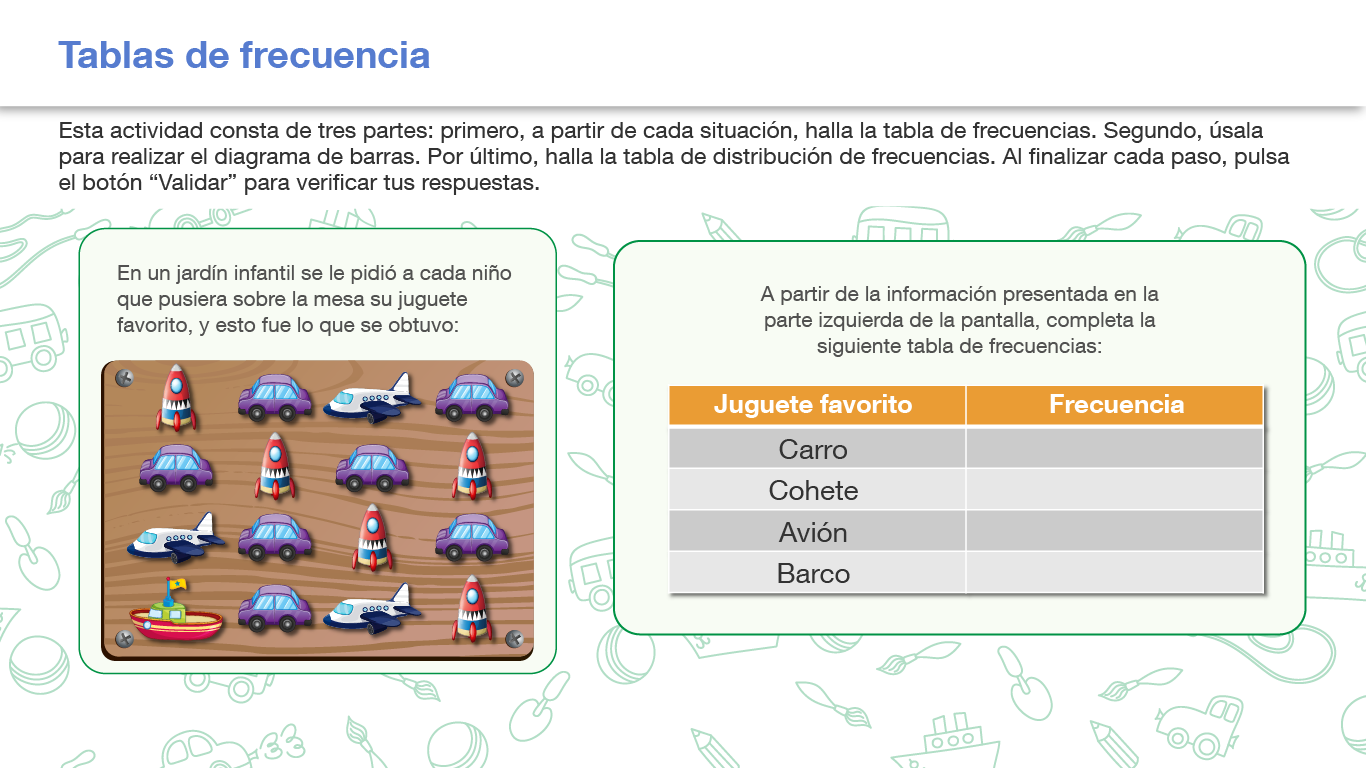 Tablas de frecuencia
Esta actividad consta de tres partes: primero, a partir de cada situación, halla la tabla de frecuencias. Segundo, úsala
para realizar el diagrama de barras. Por último, halla la tabla de distribución de frecuencias. Al finalizar cada paso, pulsa
el botón “Validar” para verificar tus respuestas.
En un jardín infantil se le pidió a cada niño
que pusiera sobre la mesa su juguete
favorito, y esto fue lo que se obtuvo:
A partir de la información presentada en la
parte izquierda de la pantalla, completa la
siguiente tabla de frecuencias:
Juguete favorito Frecuencia
Carro
Cohete
Avión
Barco